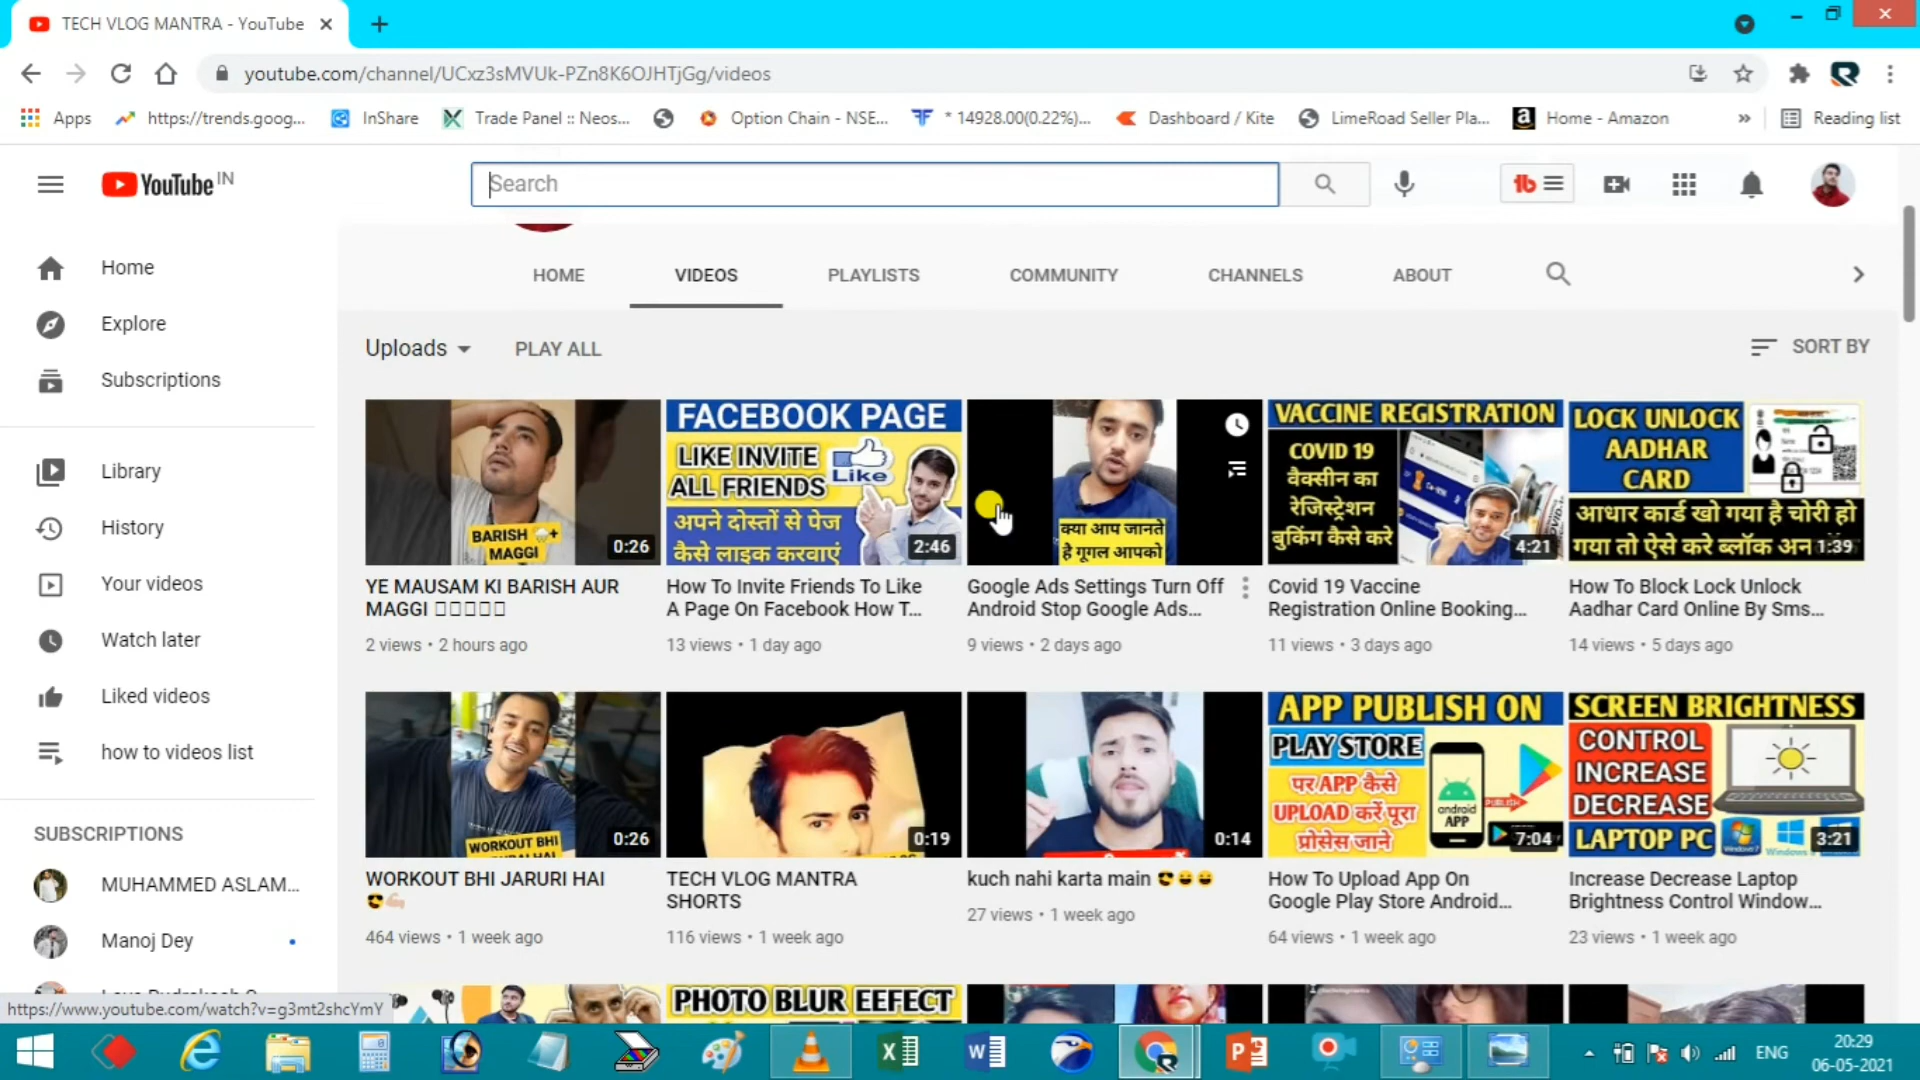 TECH VLOG MANTRA - YouTube
youtube.com/channel/UCxz3sMVUk-PZn8K6OJHTjGg/videos
Apps
https://trends.goog...
InShare
Trade Panel :: Neos...
Option Chain - NSE...
* 14928.00(0.22%)...
Dashboard / Kite
LimeRoad Seller Pla...
Home - Amazon
Reading list
YouTube IN
Search
Home
Explore
Subscriptions
Library
History
Your videos
Watch later
Liked videos
how to videos list
SUBSCRIPTIONS
MUHAMMED ASLAM...
Manoj Dey
https://www.youtube.com/watch?v=g3mt2shcYmY
HOME
VIDEOS
PLAYLISTS
COMMUNITY
CHANNELS
ABOUT
Uploads
PLAY ALL
SORT BY
BARISH +
MAGGI
0:26
YE MAUSAM KI BARISH AUR
MAGGI
2 views • 2 hours ago
FACEBOOK PAGE
LIKE INVITE
ALL FRIENDS
Like
अपने दोस्तों से पेज
कैसे लाइक करवाएं
2:46
How To Invite Friends To Like
A Page On Facebook How T...
13 views • 1 day ago
क्या आप जानते
है गूगल आपको
Google Ads Settings Turn Off
Android Stop Google Ads...
9 views • 2 days ago
VACCINE REGISTRATION
COVID 19
वैक्सीन का
रेजिस्ट्रेशन
बुकिंग कैसे करे
4:21
Covid 19 Vaccine
Registration Online Booking...
11 views • 3 days ago
LOCK UNLOCK
AADHAR
CARD
आधार कार्ड खो गया है चोरी हो
गया तो ऐसे करे ब्लॉक अन
1:39
How To Block Lock Unlock
Aadhar Card Online By Sms...
14 views • 5 days ago
WORKOUT BHI
0:26
WORKOUT BHI JARURI HAI
464 views • 1 week ago
0:19
TECH VLOG MANTRA
SHORTS
116 views • 1 week ago
0:14
kuch nahi karta main
27 views • 1 week ago
APP PUBLISH ON
PLAY STORE
पर APP कैसे
UPLOAD करें पूरा
प्रोसेस जाने
android
APP
PUBLISH
7:04
How To Upload App On
Google Play Store Android...
64 views • 1 week ago
SCREEN BRIGHTNESS
CONTROL
INCREASE
DECREASE
LAPTOP PC
3:21
Increase Decrease Laptop
Brightness Control Window...
23 views • 1 week ago
PHOTO BLUR EFFECT
ENG
20:29
06-05-2021